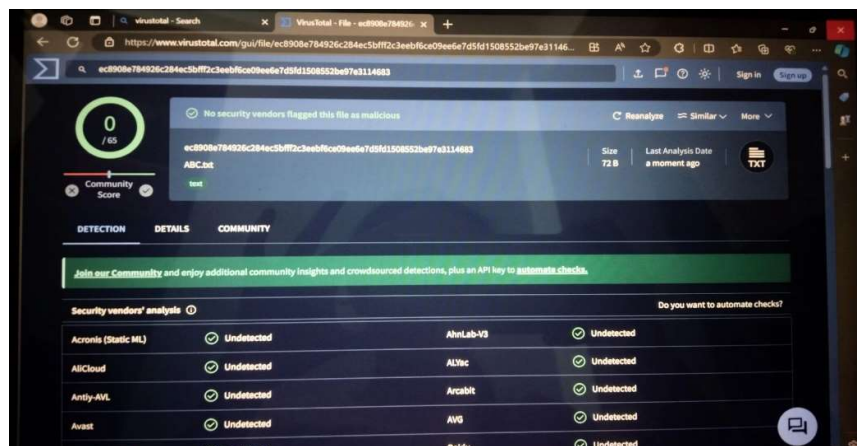 virustotal - Search
VirusTotal - File - ec8908e784926
https://www.virustotal.com/gui/file/ec8908e784926c284ec5bfff2c3eebf6ce09ee6e7d5fd1508552be97e31146...
ec8908e784926c284ec5bfff2c3eebf6ce09ee6e7d5fd1508552be97e3114683
Sign in
Sign up
0
/ 65
Community
Score
No security vendors flagged this file as malicious
Reanalyze
Similar
More
ec8908e784926c284ec5bfff2c3eebf6ce09ee6e7d5fd1508552be97e3114683
ABC.txt
text
Size
72 B
Last Analysis Date
a moment ago
TXT
DETECTION
DETAILS
COMMUNITY
Join our Community and enjoy additional community insights and crowdsourced detections, plus an API key to automate checks.
Security vendors' analysis
Do you want to automate checks?
Acronis (Static ML)
Undetected
AhnLab-V3
Undetected
AliCloud
Undetected
ALYac
Undetected
Antiy-AVL
Undetected
Arcabit
Undetected
Avast
Undetected
AVG
Undetected
Undetected